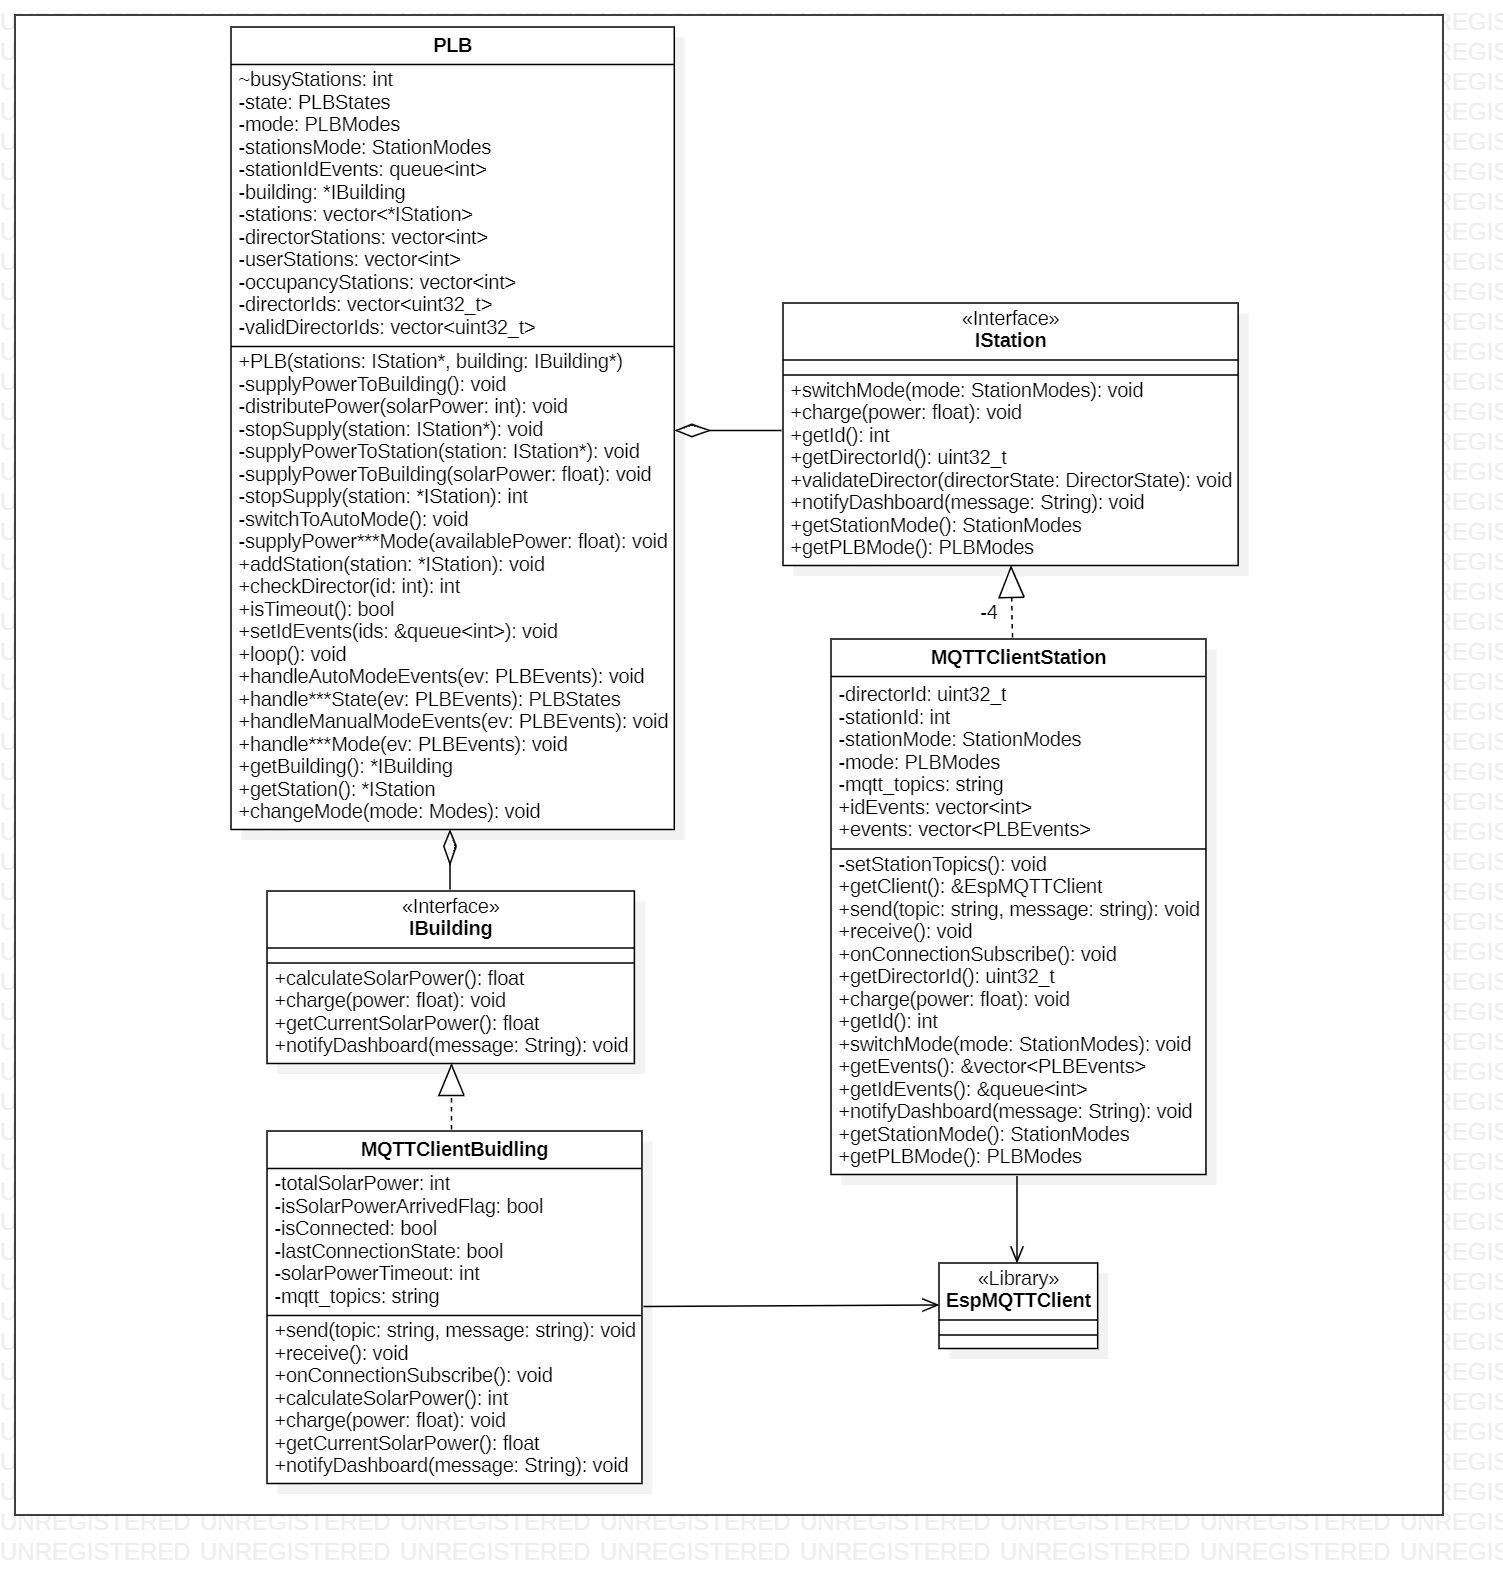 PLB
~busyStations: int
-state: PLBStates
-mode: PLBModes
-stationsMode: StationModes
-stationIdEvents: queue<int>
-building: *IBuilding
-stations: vector<*IStation>
-directorStations: vector<int>
-userStations: vector<int>
-occupancyStations: vector<int>
-directorIds: vector<uint32_t>
-validDirectorIds: vector<uint32_t>
+PLB(stations: IStation*, building: IBuilding*)
-supplyPowerToBuilding(): void
-distributePower(solarPower: int): void
-stopSupply(station: IStation*): void
-supplyPowerToStation(station: IStation*): void
-supplyPowerToBuilding(solarPower: float): void
-stopSupply(station: *IStation): int
-switchToAutoMode(): void
-supplyPower***Mode(availablePower: float): void
+addStation(station: *IStation): void
+checkDirector(id: int): int
+isTimeout(): bool
+setIdEvents(ids: &queue<int>): void
+loop(): void
+handleAutoModeEvents(ev: PLBEvents): void
+handle***State(ev: PLBEvents): PLBStates
+handleManualModeEvents(ev: PLBEvents): void
+handle***Mode(ev: PLBEvents): void
+getBuilding(): *IBuilding
+getStation(): *IStation
+changeMode(mode: Modes): void
«Interface»
IStation
+switchMode(mode: StationModes): void
+charge(power: float): void
+getId(): int
+getDirectorId(): uint32_t
+validateDirector(directorState: DirectorState): void
+notifyDashboard(message: String): void
+getStationMode(): StationModes
+getPLBMode(): PLBModes
-4
MQTTClientStation
-directorId: uint32_t
-stationId: int
-stationMode: StationModes
-mode: PLBModes
-mqtt_topics: string
+idEvents: vector<int>
+events: vector<PLBEvents>
-setStationTopics(): void
+getClient(): &EspMQTTClient
+send(topic: string, message: string): void
+receive(): void
+onConnectionSubscribe(): void
+getDirectorId(): uint32_t
+charge(power: float): void
+getId(): int
+switchMode(mode: StationModes): void
+getEvents(): &vector<PLBEvents>
+getIdEvents(): &queue<int>
+notifyDashboard(message: String): void
+getStationMode(): StationModes
+getPLBMode(): PLBModes
«Interface»
IBuilding
+calculateSolarPower(): float
+charge(power: float): void
+getCurrentSolarPower(): float
+notifyDashboard(message: String): void
MQTTClientBuidling
-totalSolarPower: int
-isSolarPowerArrivedFlag: bool
-isConnected: bool
-lastConnectionState: bool
-solarPowerTimeout: int
-mqtt_topics: string
+send(topic: string, message: string): void
+receive(): void
+onConnectionSubscribe(): void
+calculateSolarPower(): int
+charge(power: float): void
+getCurrentSolarPower(): float
+notifyDashboard(message: String): void
«Library»
EspMQTTClient
UNREGISTERED UNREGISTERED UNREGISTERED UNREGISTERED UNREGISTERED UNREGISTERED UNREGISTERED UNREGIS
UNREGISTERED UNREGISTERED UNREGISTERED UNREGISTERED UNREGISTERED UNREGISTERED UNREGISTERED UNREGIS